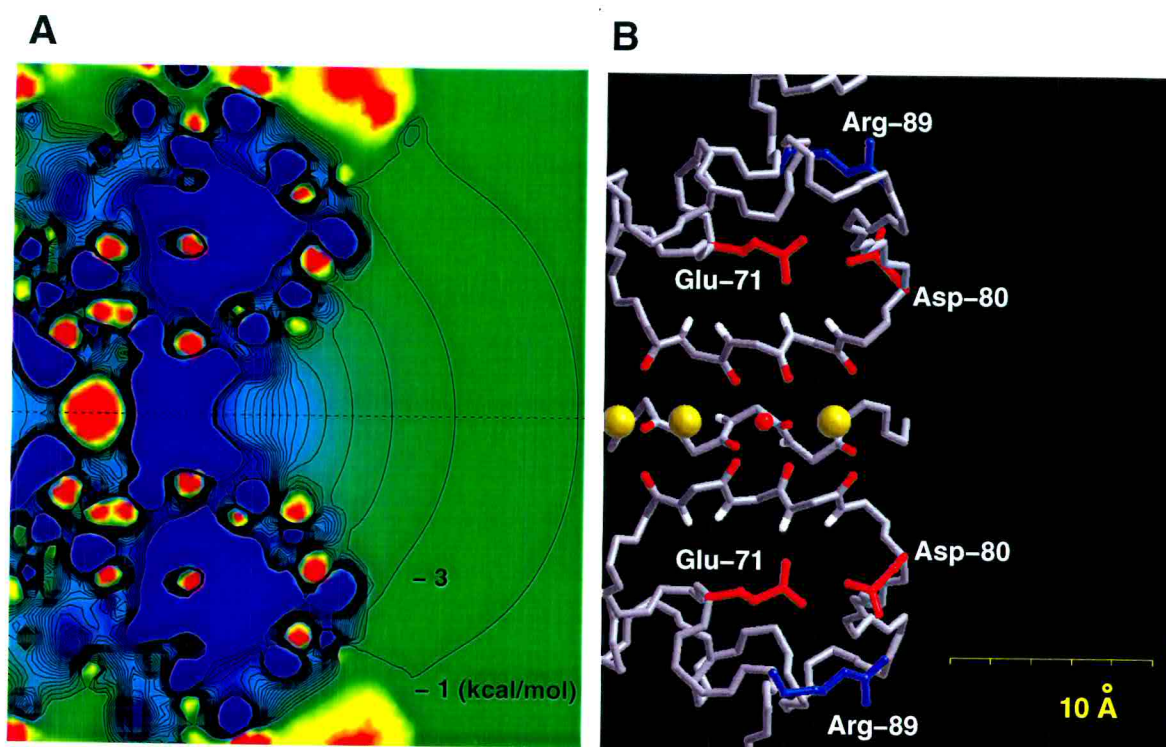 A
B
Arg–89
Glu–71
Asp–80
Glu–71
Asp–80
– 3
– 1 (kcal/mol)
10 Å
Arg–89